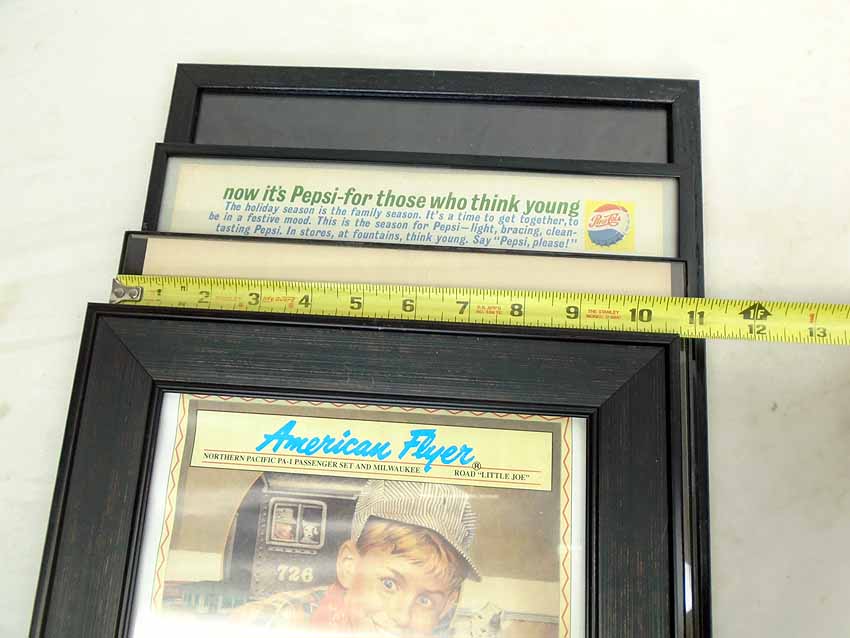 now it's Pepsi-for those who think young
The holiday season is the family season. It's a time to get together, to
be in a festive mood. This is the season for Pepsi—light, bracing, clean-
tasting Pepsi. In stores, at fountains, think young. Say "Pepsi, please!"
Pepsi-Cola
1 2 3 4 5 6 7 8 9 10 11 1F 1
12 13
American Flyer®
NORTHERN PACIFIC PA-1 PASSENGER SET AND MILWAUKEE ROAD "LITTLE JOE"
726